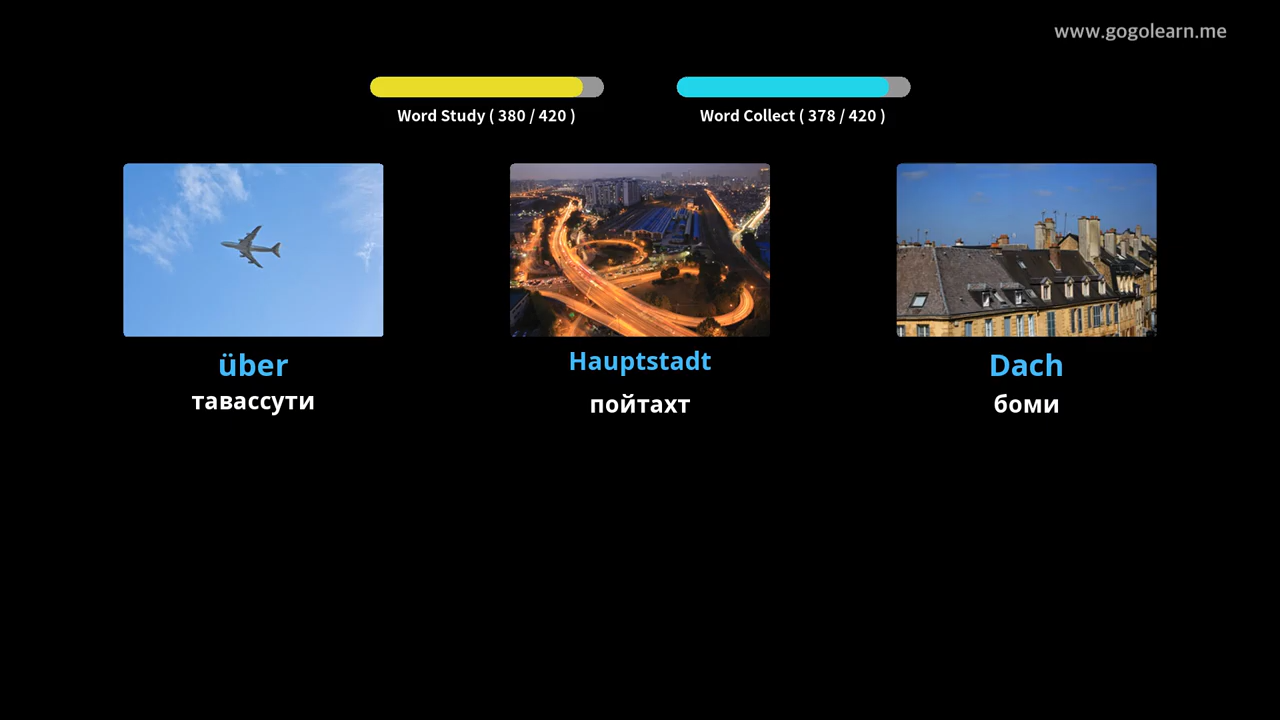 www.gogolearn.me
Word Study ( 380 / 420 )
Word Collect ( 378 / 420 )
über
тавассути
Hauptstadt
пойтахт
Dach
боми